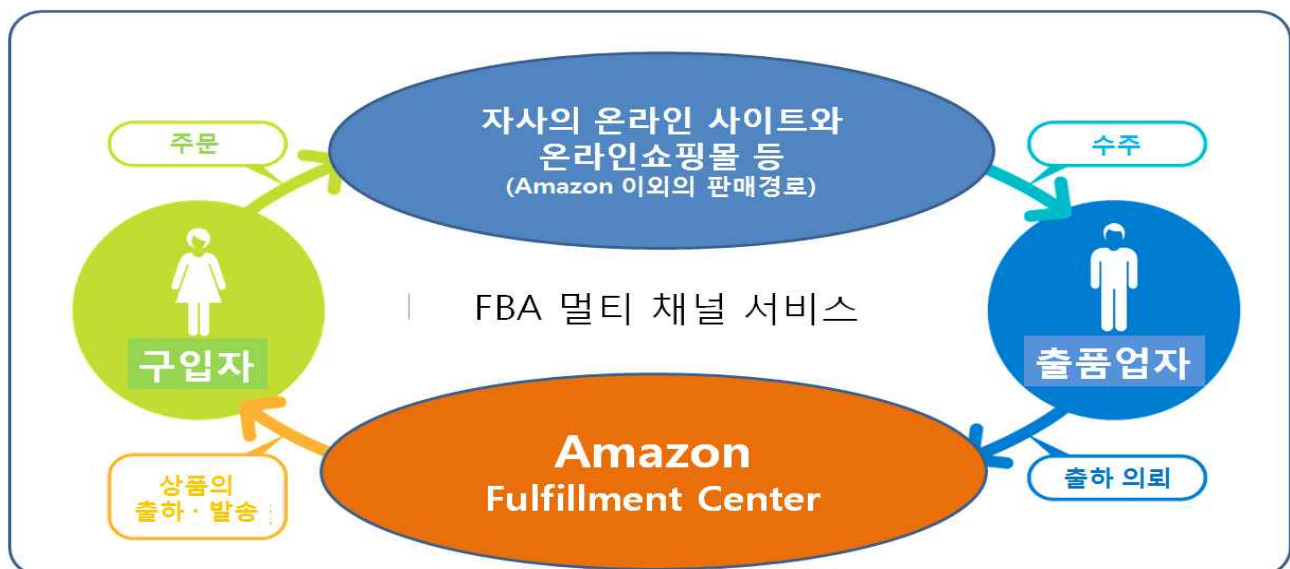 자사의 온라인 사이트와
온라인쇼핑몰 등
(Amazon 이외의 판매경로)
주문
수주
FBA 멀티 채널 서비스
구입자
출품업자
Amazon
Fulfillment Center
상품의
출하 · 발송
출하 의뢰